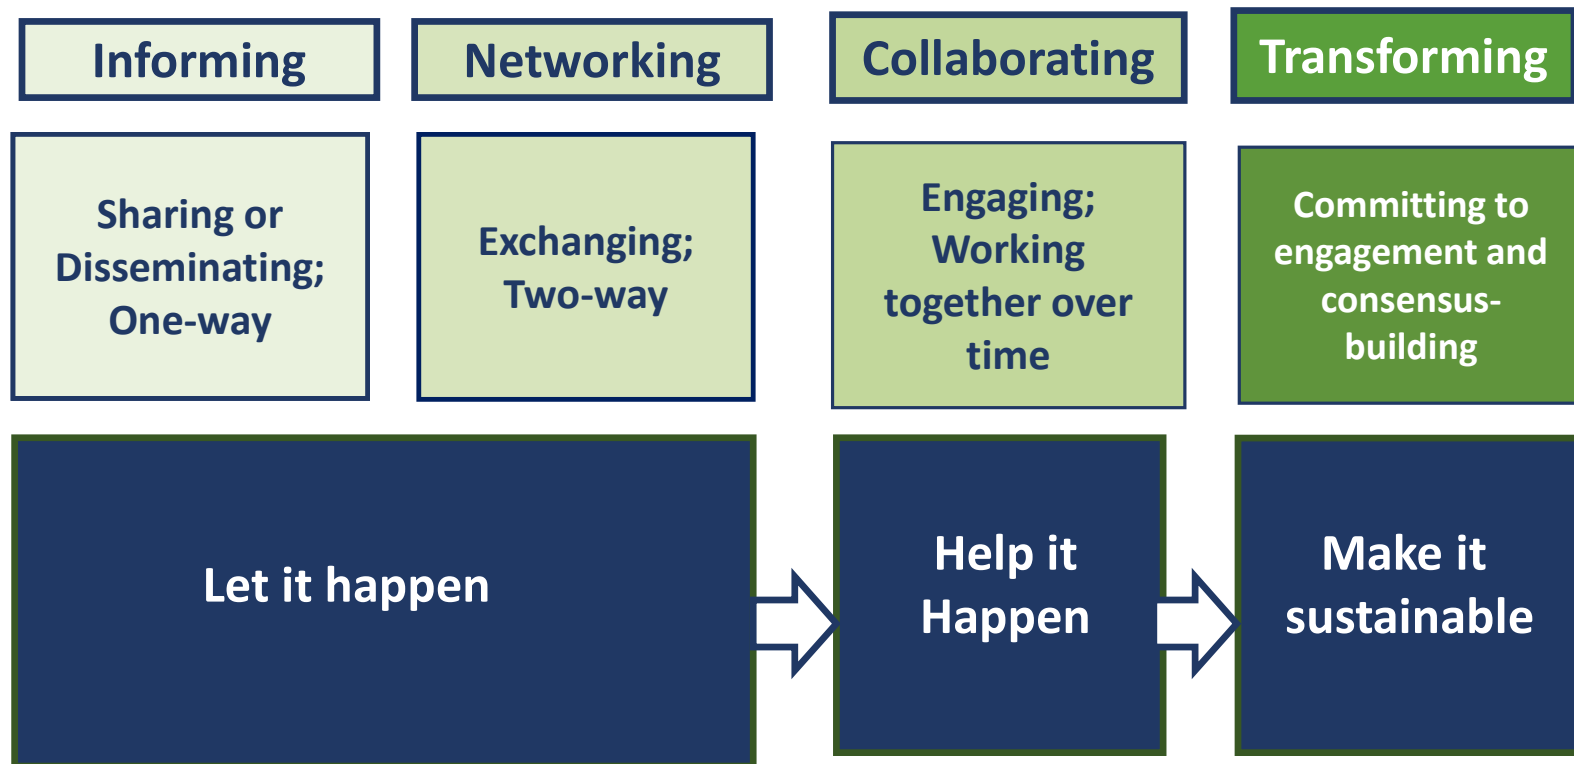 Informing
Networking
Collaborating
Transforming
Sharing or
Disseminating;
One-way
Exchanging;
Two-way
Engaging;
Working
together over
time
Committing to
engagement and
consensus-
building
Let it happen
Help it
Happen
Make it
sustainable